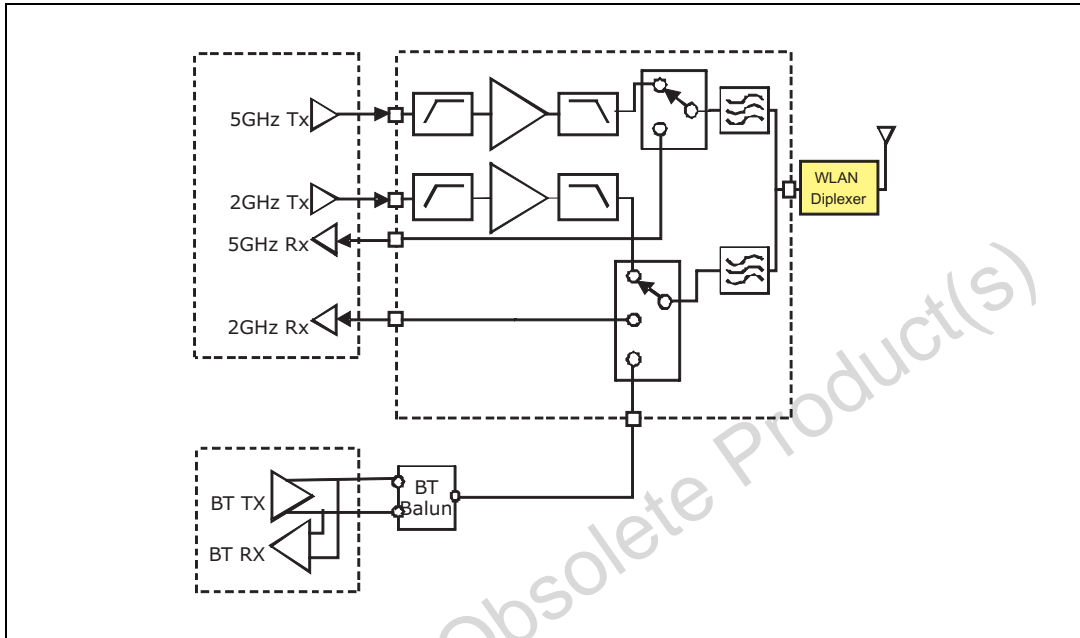 5GHz Tx
2GHz Tx
5GHz Rx
2GHz Rx
WLAN
Diplexer
BT TX
BT RX
BT
Balun
Obsolete Product(s)